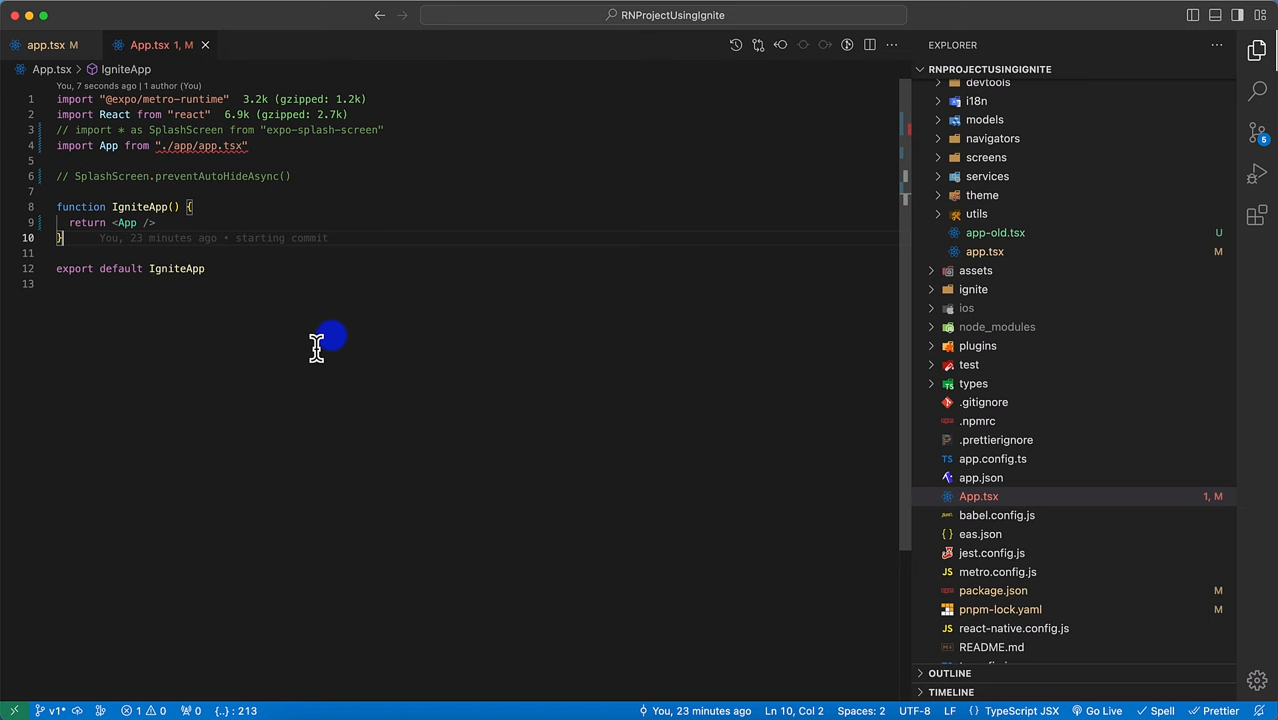 RNProjectUsingIgnite
app.tsx M
App.tsx 1, M
App.tsx > IgniteApp
You, 7 seconds ago | 1 author (You)
1 import "@expo/metro-runtime" 3.2k (gzipped: 1.2k)
2 import React from "react" 6.9k (gzipped: 2.7k)
3 // import * as SplashScreen from "expo-splash-screen"
4 import App from "./app/app.tsx"
5
6 // SplashScreen.preventAutoHideAsync()
7
8 function IgniteApp() {
9 return <App />
10 } You, 23 minutes ago • starting commit
11
12 export default IgniteApp
13
EXPLORER
RNPROJECTUSINGIGNITE
devtools
i18n
models
navigators
screens
services
theme
utils
app-old.tsx U
app.tsx M
assets
ignite
ios
node_modules
plugins
test
types
.gitignore
.npmrc
.prettierignore
TS app.config.ts
app.json
App.tsx 1, M
JS babel.config.js
{ } eas.json
jest.config.js
JS metro.config.js
package.json M
pnpm-lock.yaml M
JS react-native.config.js
README.md
OUTLINE
TIMELINE
5
v1* 1 0 0 {..} : 213
You, 23 minutes ago Ln 10, Col 2 Spaces: 2 UTF-8 LF { } TypeScript JSX Go Live Spell Prettier